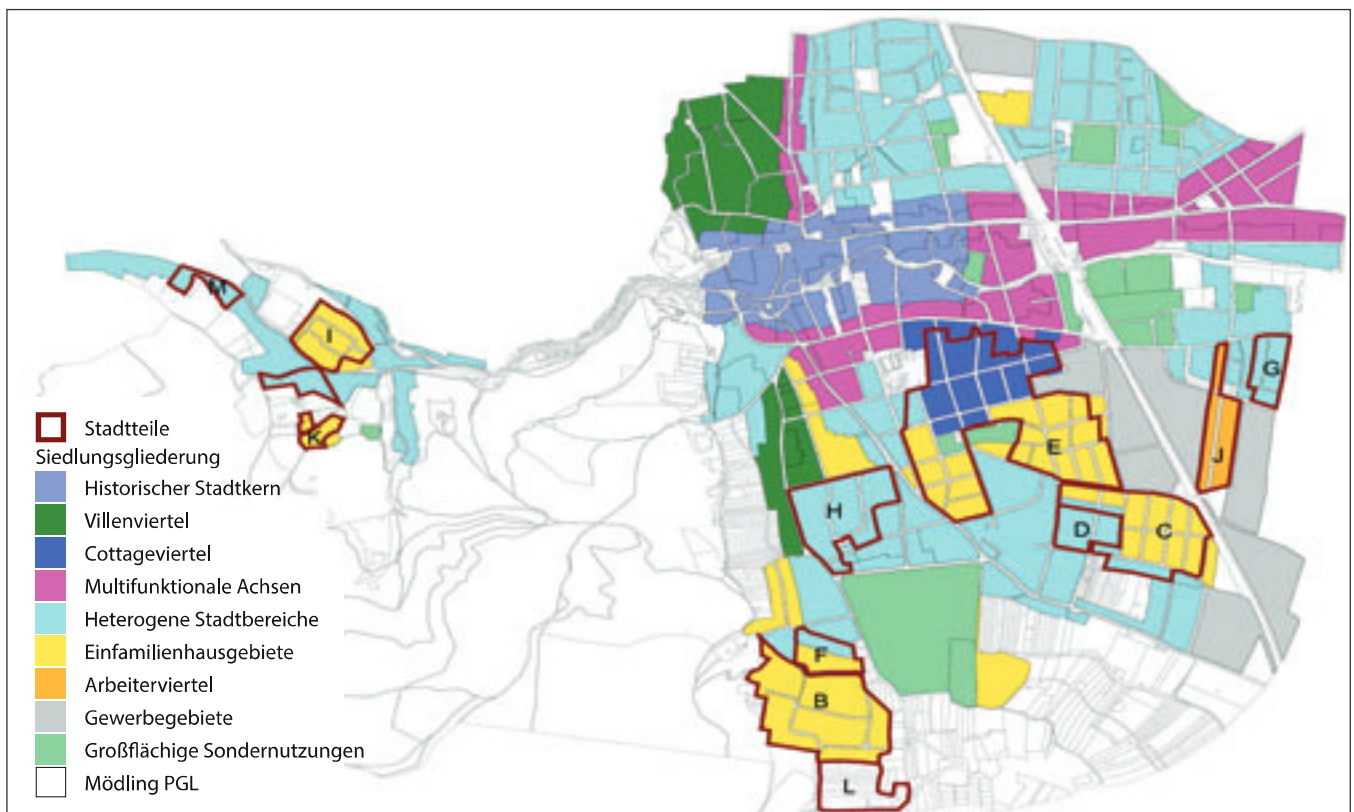 M
I
K
G
J
E
H
D
C
F
B
L
Stadtteile
Siedlungsgliederung
Historischer Stadtkern
Villenviertel
Cottageviertel
Multifunktionale Achsen
Heterogene Stadtbereiche
Einfamilienhausgebiete
Arbeiterviertel
Gewerbegebiete
Großflächige Sondernutzungen
Mödling PGL